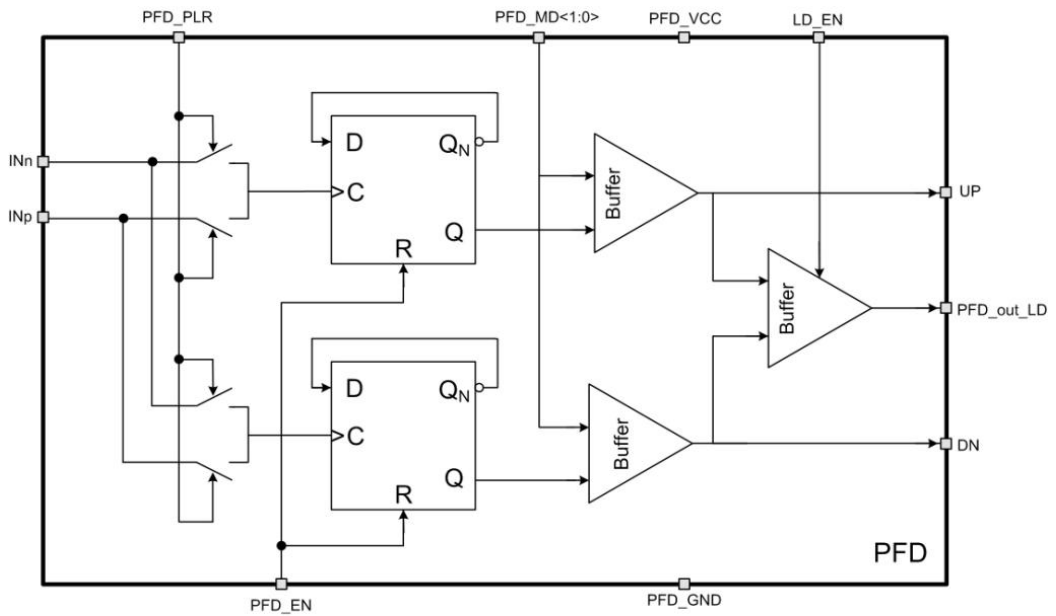 PFD_PLR
PFD_MD<1:0>
PFD_VCC
LD_EN
INn
INp
D
QN
C
Q
R
Buffer
UP
Buffer
PFD_out_LD
D
QN
C
Q
R
Buffer
DN
PFD
PFD_EN
PFD_GND